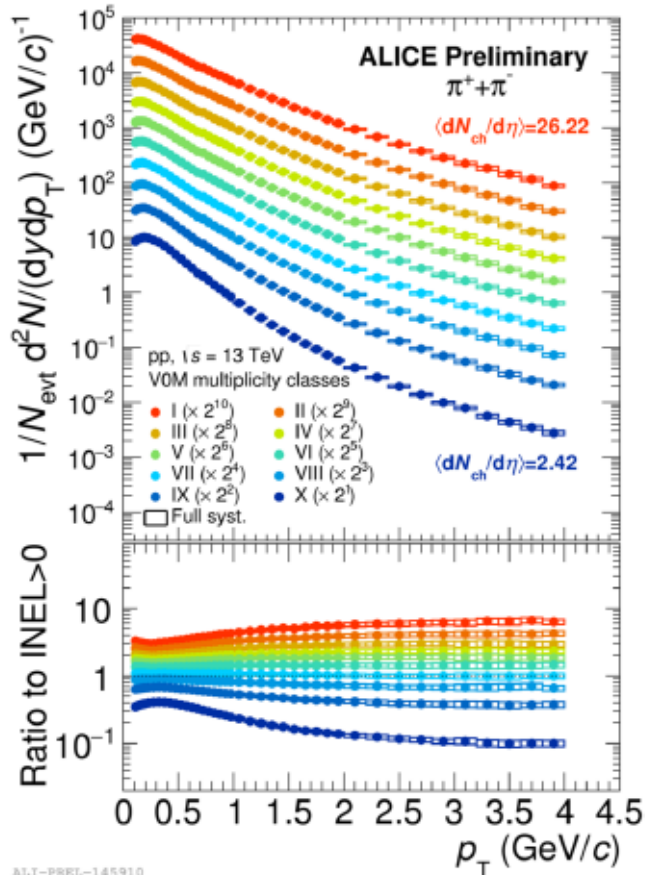 ALICE Preliminary
π⁺+π⁻
⟨dN_ch/dη⟩=26.22
1/N_evt d²N/(dydp_T) (GeV/c)⁻¹
10⁵
10⁴
10³
10²
10
1
10⁻¹
10⁻²
10⁻³
10⁻⁴
pp, √s = 13 TeV
V0M multiplicity classes
I (× 2¹⁰) II (× 2⁹)
III (× 2⁸) IV (× 2⁷)
V (× 2⁶) VI (× 2⁵)
VII (× 2⁴) VIII (× 2³)
IX (× 2²) X (× 2¹)
Full syst.
⟨dN_ch/dη⟩=2.42
Ratio to INEL>0
10
1
10⁻¹
0 0.5 1 1.5 2 2.5 3 3.5 4 4.5
p_T (GeV/c)
ALI-PREL-145910